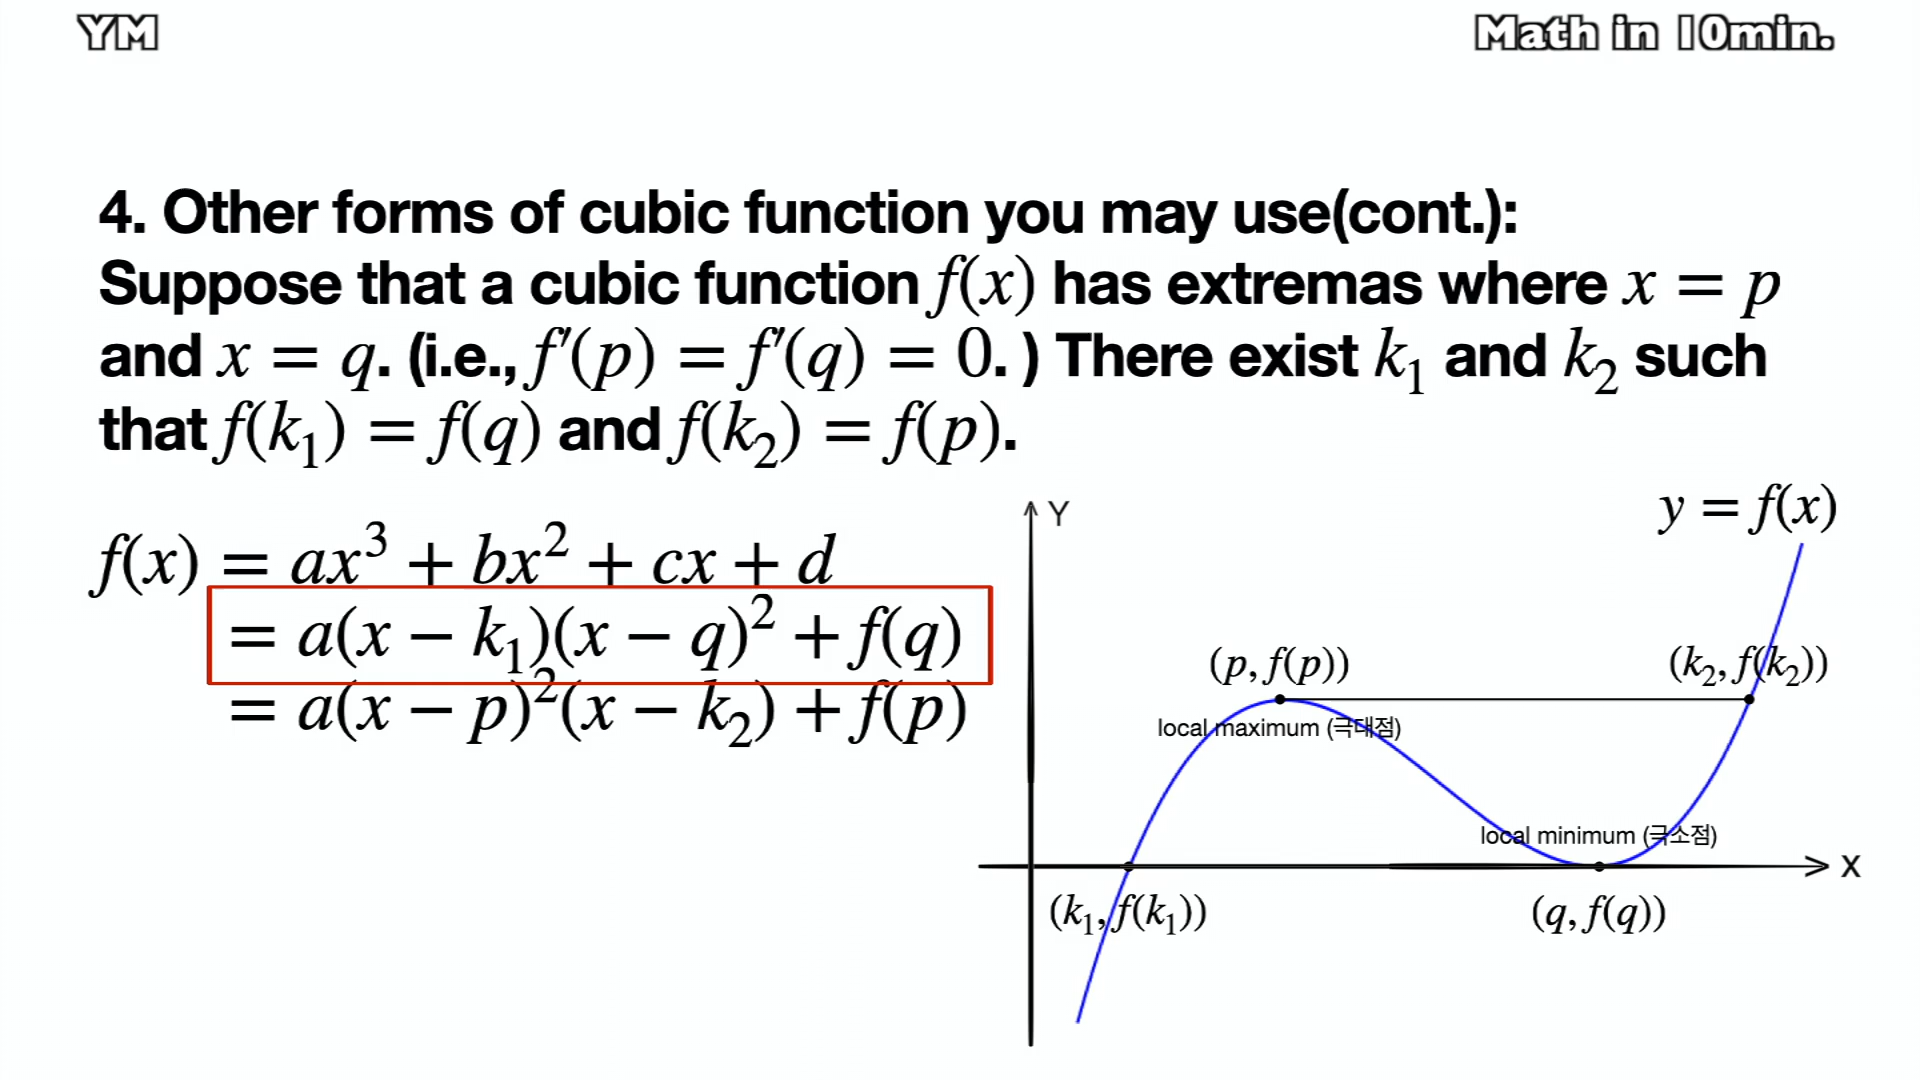 YM
Math in 10min.
4. Other forms of cubic function you may use(cont.):
Suppose that a cubic function f(x) has extremas where x = p
and x = q. (i.e., f′(p) = f′(q) = 0. ) There exist k₁ and k₂ such
that f(k₁) = f(q) and f(k₂) = f(p).
f(x) = ax³ + bx² + cx + d
= a(x − k₁)(x − q)² + f(q)
= a(x − p)²(x − k₂) + f(p)
Y
y = f(x)
(p, f(p))
(k₂, f(k₂))
local maximum (극대점)
local minimum (극소점)
X
(k₁, f(k₁))
(q, f(q))